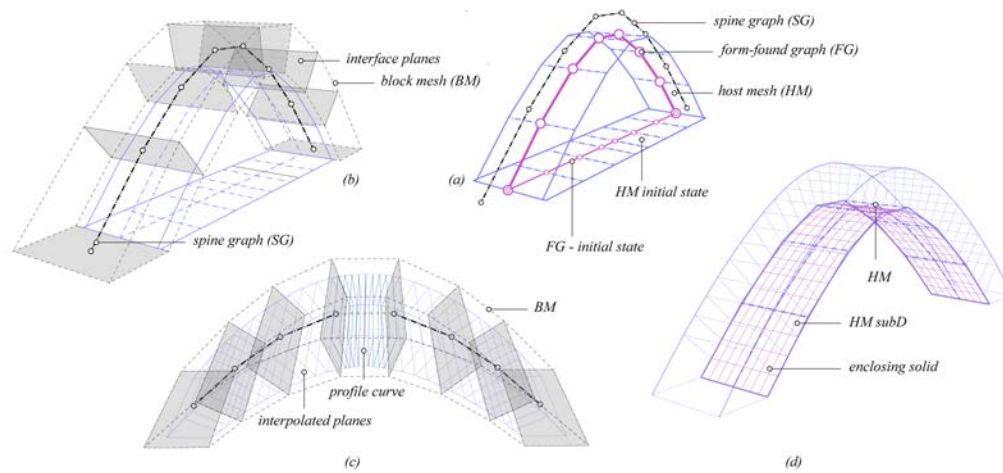 spine graph (SG)
form-found graph (FG)
host mesh (HM)
(a)
HM initial state
FG - initial state
interface planes
block mesh (BM)
(b)
spine graph (SG)
BM
profile curve
interpolated planes
(c)
HM
HM subD
enclosing solid
(d)